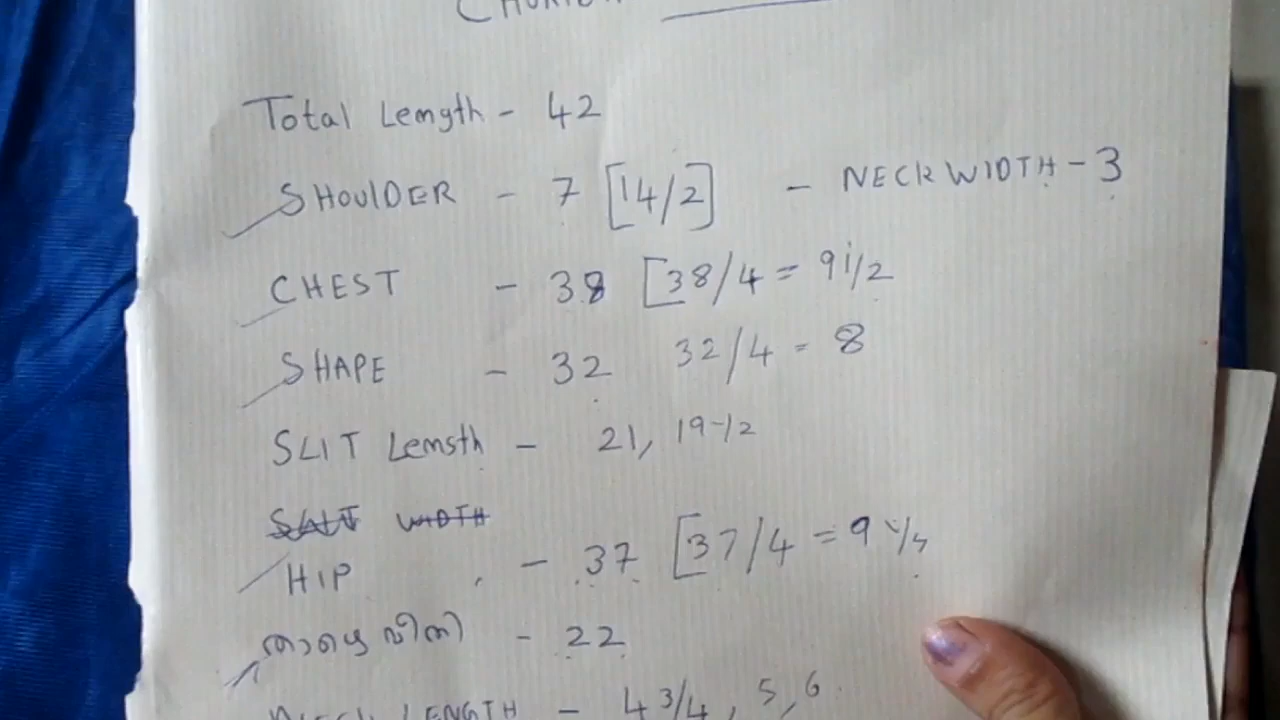 Total Length - 42
SHOULDER - 7 [14/2] - NECK WIDTH - 3
CHEST - 38 [38/4 = 9 1/2
SHAPE - 32 32/4 = 8
SLIT Length - 21, 19 1/2
HIP - 37 [37/4 = 9 1/4
താഴെ വീതി - 22
NECK LENGTH - 4 3/4, 5, 6